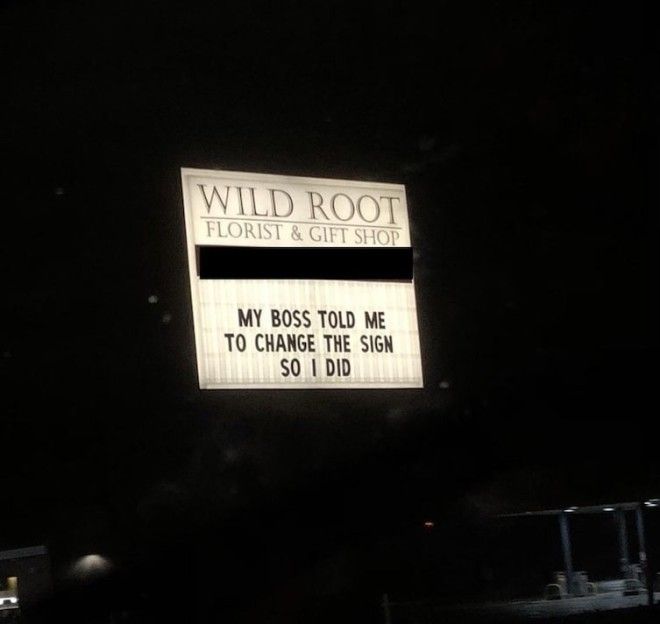 WILD ROOT
FLORIST & GIFT SHOP
MY BOSS TOLD ME
TO CHANGE THE SIGN
SO I DID